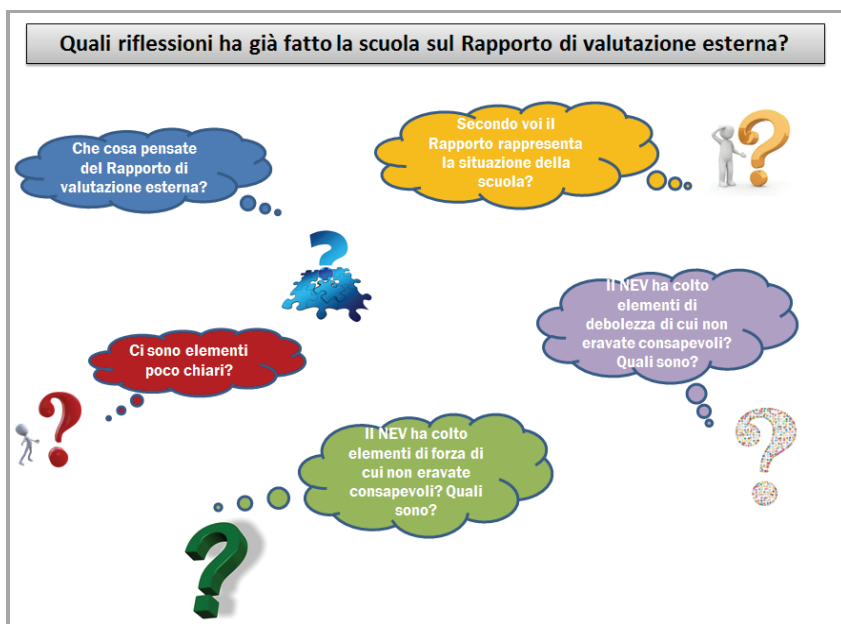 Quali riflessioni ha già fatto la scuola sul Rapporto di valutazione esterna?
Che cosa pensate
del Rapporto di
valutazione esterna?
Secondo voi il
Rapporto rappresenta
la situazione della
scuola?
Il NEV ha colto
elementi di
debolezza di cui non
eravate consapevoli?
Quali sono?
Ci sono elementi
poco chiari?
Il NEV ha colto
elementi di forza di
cui non eravate
consapevoli? Quali
sono?